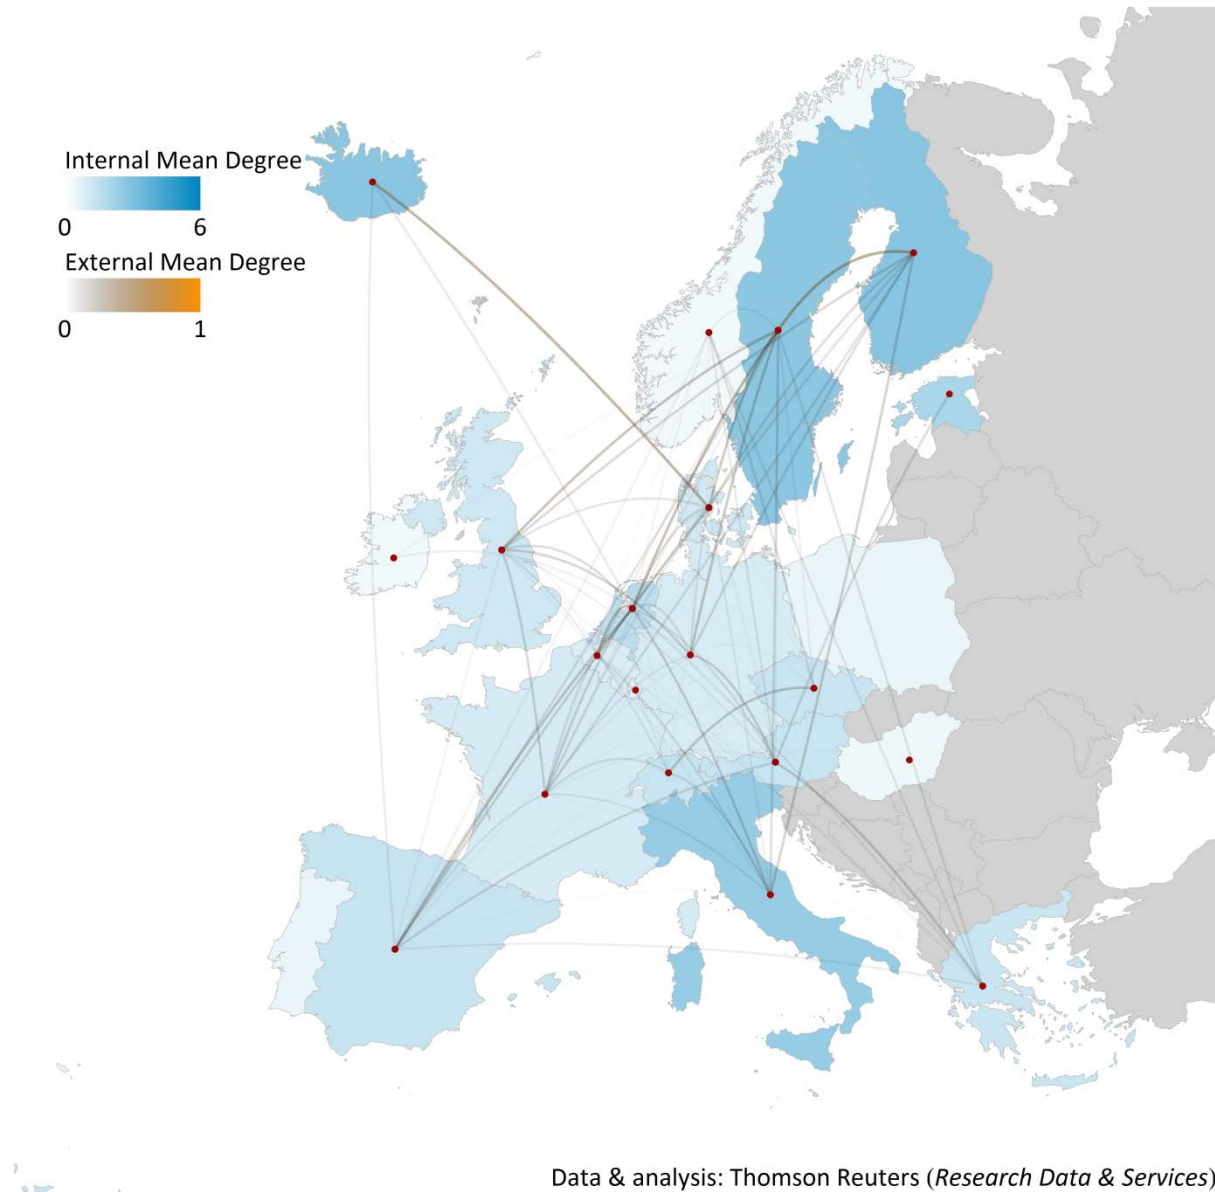 Internal Mean Degree
0 6
External Mean Degree
0 1
Data & analysis: Thomson Reuters (Research Data & Services)